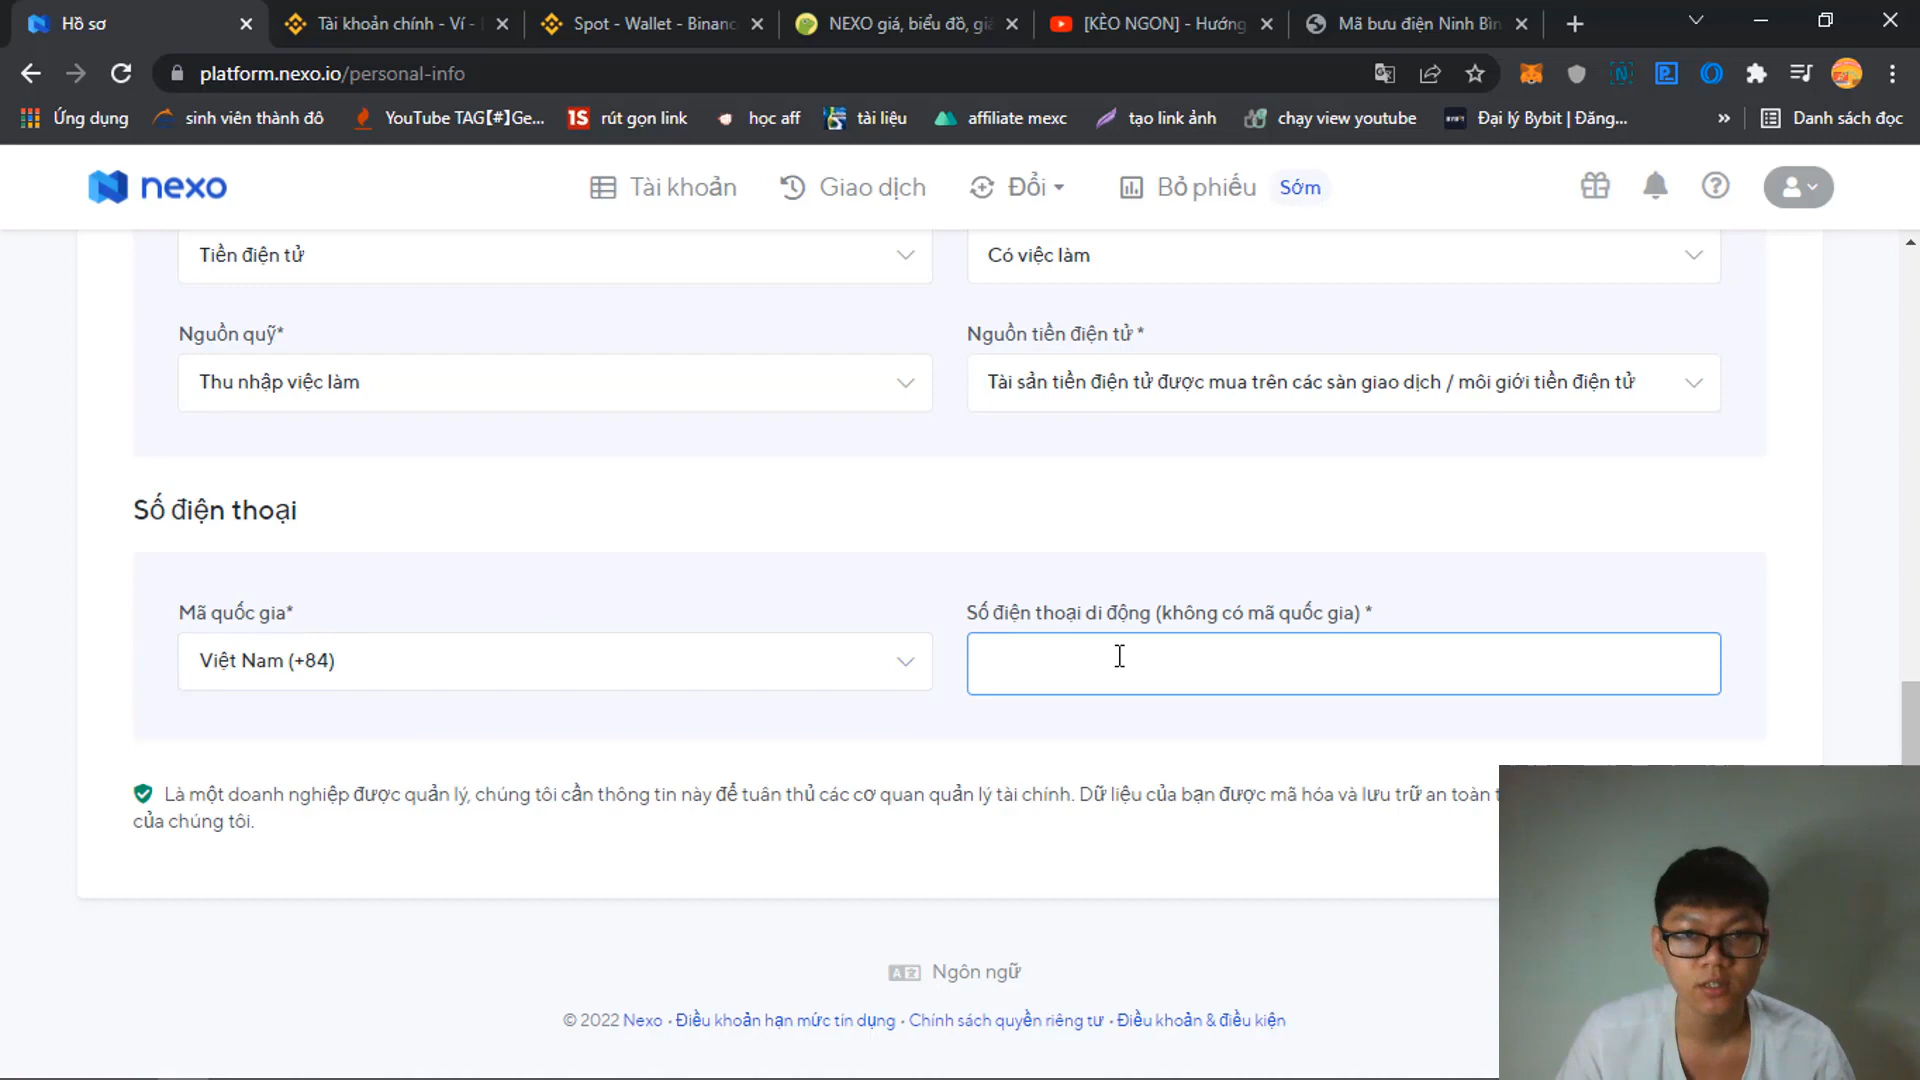 Hồ sơ
Tài khoản chính - Ví -
Spot - Wallet - Binanc
NEXO giá, biểu đồ, giá
[KÈO NGON] - Hướng
Mã bưu điện Ninh Bìn
platform.nexo.io/personal-info
Ứng dụng
sinh viên thành đô
YouTube TAG【#】Ge...
1S rút gọn link
học aff
tài liệu
affiliate mexc
tạo link ảnh
chạy view youtube
Đại lý Bybit | Đăng...
»
Danh sách đọc
nexo
Tài khoản
Giao dịch
Đổi
Bỏ phiếu
Sớm
Tiền điện tử
Có việc làm
Nguồn quỹ*
Nguồn tiền điện tử *
Thu nhập việc làm
Tài sản tiền điện tử được mua trên các sàn giao dịch / môi giới tiền điện tử
Số điện thoại
Mã quốc gia*
Số điện thoại di động (không có mã quốc gia) *
Việt Nam (+84)
Là một doanh nghiệp được quản lý, chúng tôi cần thông tin này để tuân thủ các cơ quan quản lý tài chính. Dữ liệu của bạn được mã hóa và lưu trữ an toàn
của chúng tôi.
Ngôn ngữ
© 2022 Nexo · Điều khoản hạn mức tín dụng · Chính sách quyền riêng tư · Điều khoản & điều kiện